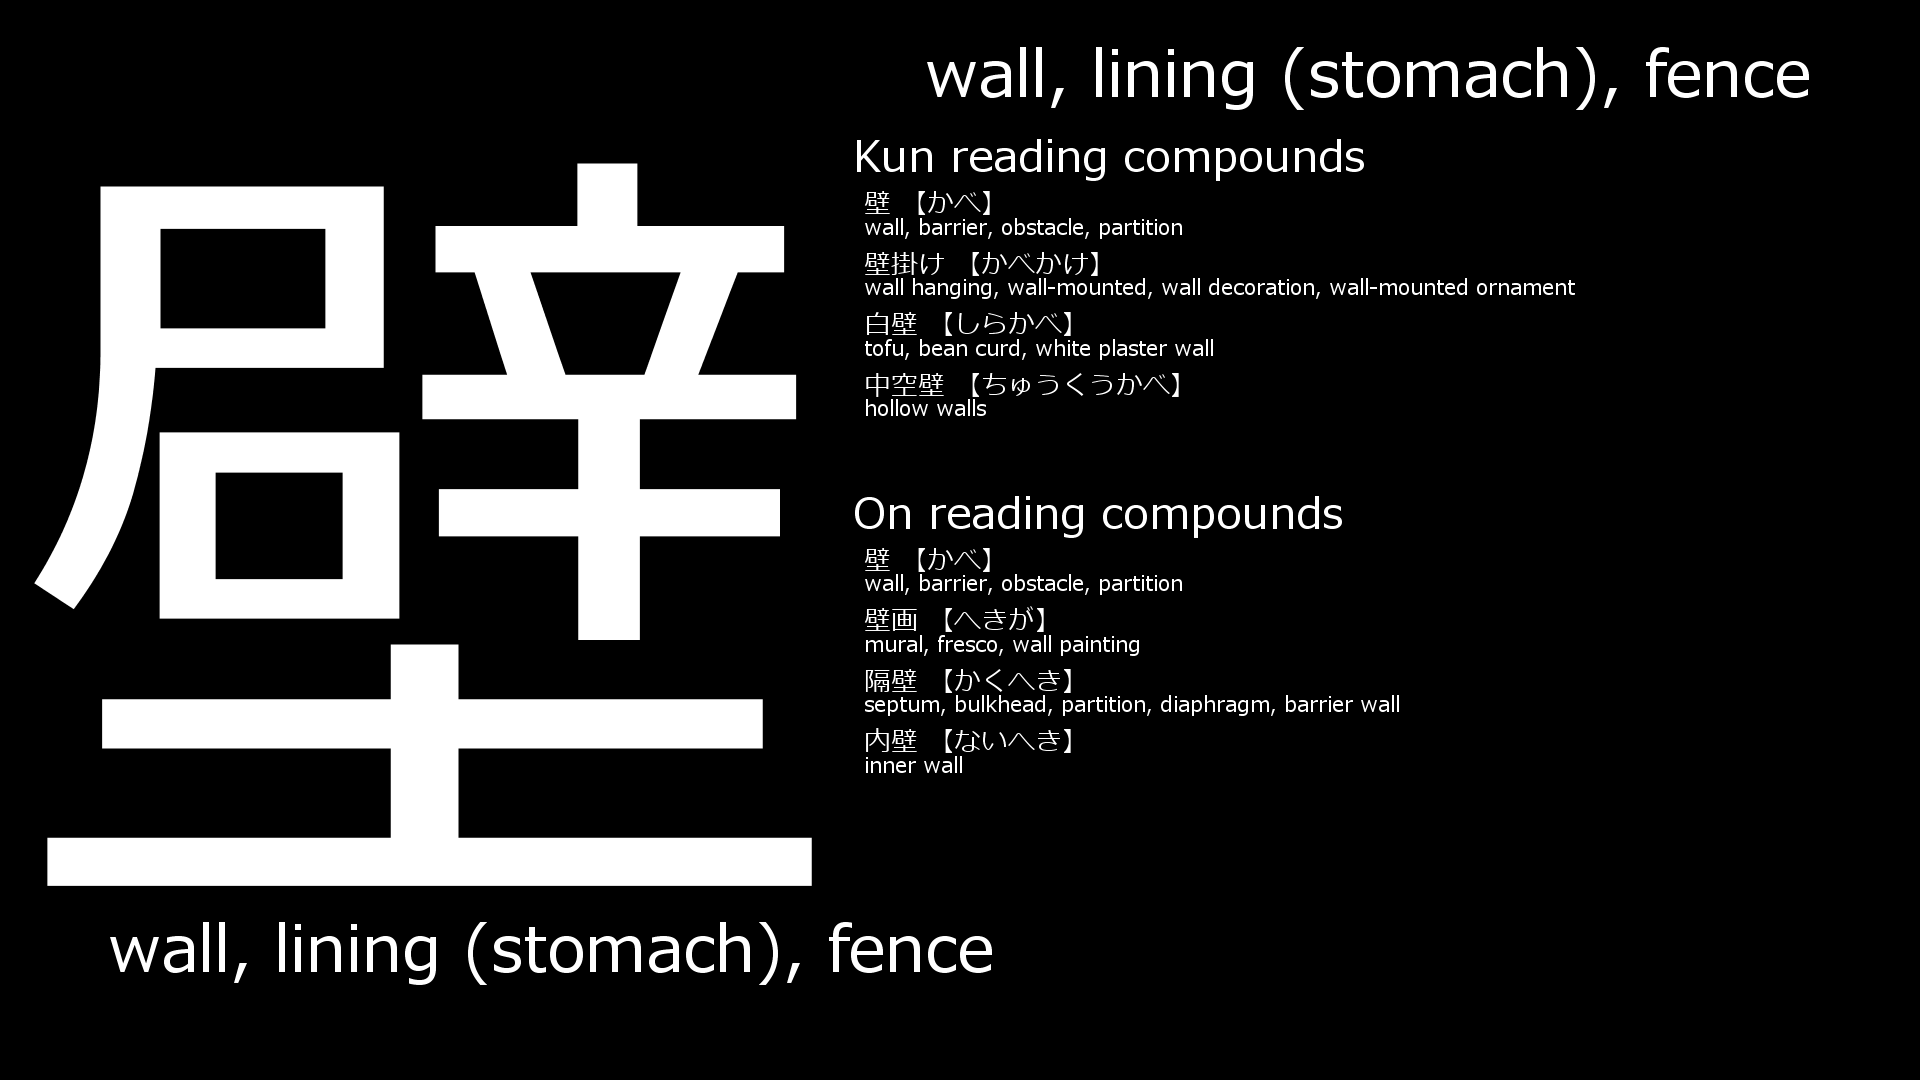 壁
wall, lining (stomach), fence
wall, lining (stomach), fence
Kun reading compounds
壁 【かべ】
wall, barrier, obstacle, partition
壁掛け 【かべかけ】
wall hanging, wall-mounted, wall decoration, wall-mounted ornament
白壁 【しらかべ】
tofu, bean curd, white plaster wall
中空壁 【ちゅうくうかべ】
hollow walls
On reading compounds
壁 【かべ】
wall, barrier, obstacle, partition
壁画 【へきが】
mural, fresco, wall painting
隔壁 【かくへき】
septum, bulkhead, partition, diaphragm, barrier wall
内壁 【ないへき】
inner wall